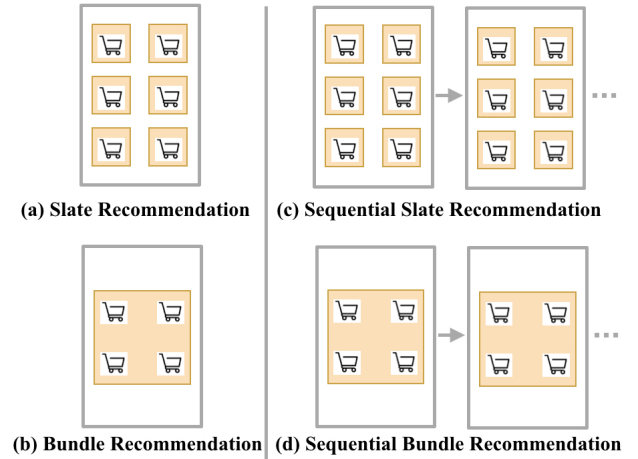 (a) Slate Recommendation
(c) Sequential Slate Recommendation
(b) Bundle Recommendation
(d) Sequential Bundle Recommendation